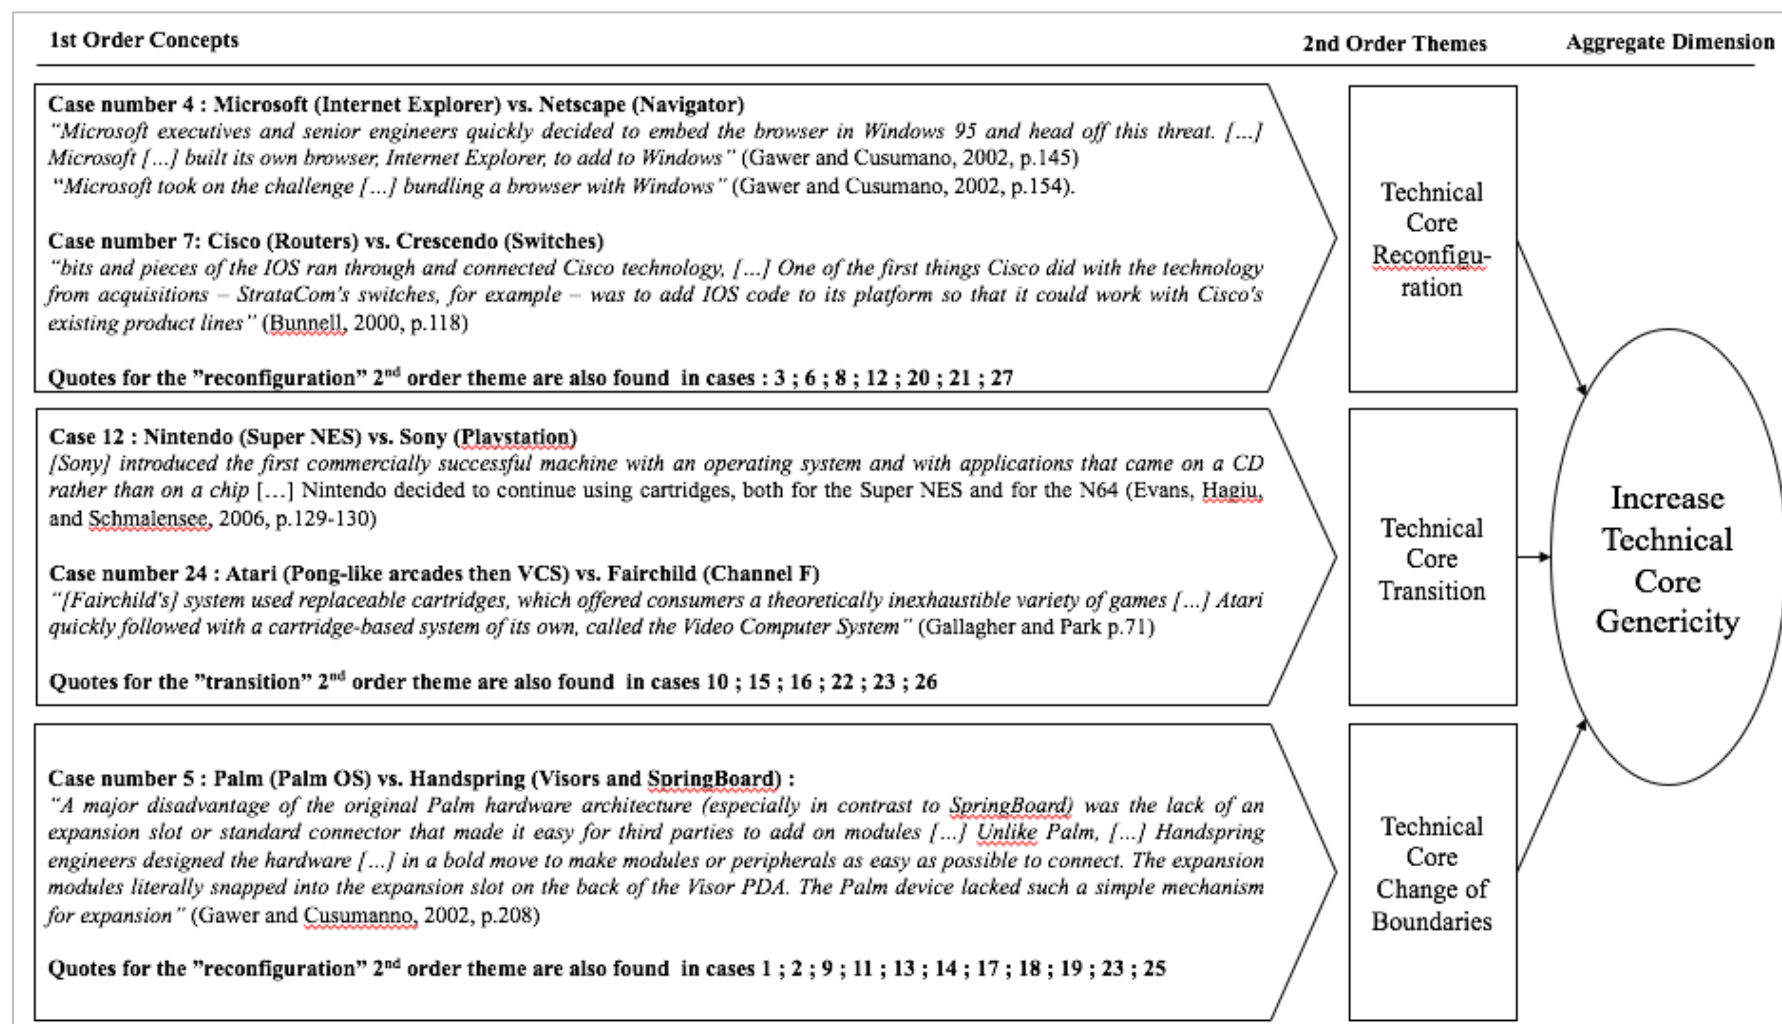 1st Order Concepts
2nd Order Themes
Aggregate Dimension
Case number 4 : Microsoft (Internet Explorer) vs. Netscape (Navigator)
“Microsoft executives and senior engineers quickly decided to embed the browser in Windows 95 and head off this threat. […]
Microsoft […] built its own browser, Internet Explorer, to add to Windows” (Gawer and Cusumano, 2002, p.145)
“Microsoft took on the challenge […] bundling a browser with Windows” (Gawer and Cusumano, 2002, p.154).
Case number 7: Cisco (Routers) vs. Crescendo (Switches)
“bits and pieces of the IOS ran through and connected Cisco technology, […] One of the first things Cisco did with the technology
from acquisitions – StrataCom's switches, for example – was to add IOS code to its platform so that it could work with Cisco's
existing product lines” (Bunnell, 2000, p.118)
Quotes for the ”reconfiguration” 2nd order theme are also found in cases : 3 ; 6 ; 8 ; 12 ; 20 ; 21 ; 27
Technical
Core
Reconfigu-
ration
Case 12 : Nintendo (Super NES) vs. Sony (Playstation)
[Sony] introduced the first commercially successful machine with an operating system and with applications that came on a CD
rather than on a chip […] Nintendo decided to continue using cartridges, both for the Super NES and for the N64 (Evans, Hagiu,
and Schmalensee, 2006, p.129-130)
Case number 24 : Atari (Pong-like arcades then VCS) vs. Fairchild (Channel F)
“[Fairchild's] system used replaceable cartridges, which offered consumers a theoretically inexhaustible variety of games […] Atari
quickly followed with a cartridge-based system of its own, called the Video Computer System” (Gallagher and Park p.71)
Quotes for the ”transition” 2nd order theme are also found in cases 10 ; 15 ; 16 ; 22 ; 23 ; 26
Technical
Core
Transition
Case number 5 : Palm (Palm OS) vs. Handspring (Visors and SpringBoard) :
“A major disadvantage of the original Palm hardware architecture (especially in contrast to SpringBoard) was the lack of an
expansion slot or standard connector that made it easy for third parties to add on modules […] Unlike Palm, […] Handspring
engineers designed the hardware […] in a bold move to make modules or peripherals as easy as possible to connect. The expansion
modules literally snapped into the expansion slot on the back of the Visor PDA. The Palm device lacked such a simple mechanism
for expansion” (Gawer and Cusumanno, 2002, p.208)
Quotes for the ”reconfiguration” 2nd order theme are also found in cases 1 ; 2 ; 9 ; 11 ; 13 ; 14 ; 17 ; 18 ; 19 ; 23 ; 25
Technical
Core
Change of
Boundaries
Increase
Technical
Core
Genericity